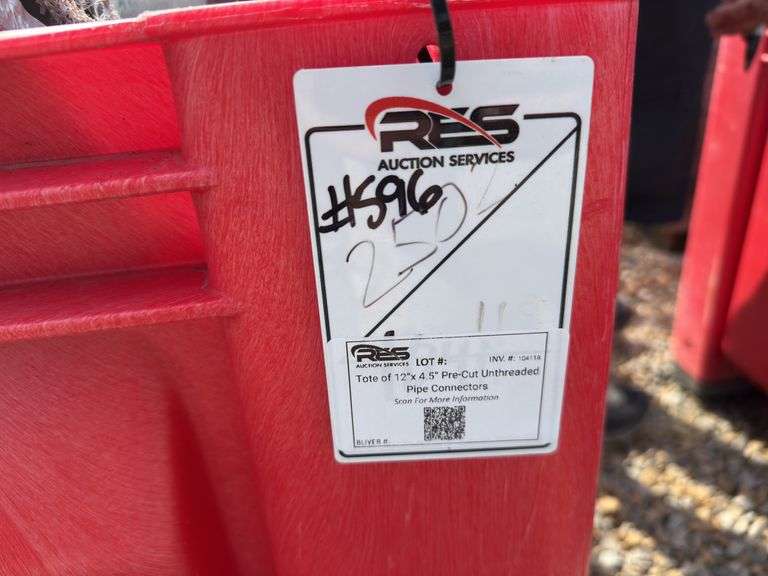 RES
AUCTION SERVICES
#596
2502
RES
AUCTION SERVICES
LOT #:
INV. #: 104118
Tote of 12"x 4.5" Pre-Cut Unthreaded
Pipe Connectors
Scan For More Information
BUYER #